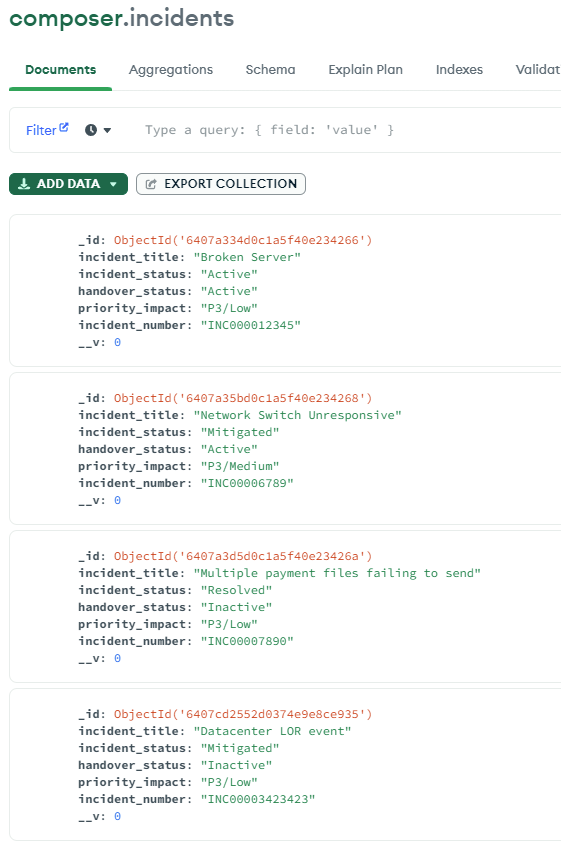 composer.incidents
Documents Aggregations Schema Explain Plan Indexes Validat
Filter Type a query: { field: 'value' }
ADD DATA EXPORT COLLECTION
_id: ObjectId('6407a334d0c1a5f40e234266')
incident_title: "Broken Server"
incident_status: "Active"
handover_status: "Active"
priority_impact: "P3/Low"
incident_number: "INC000012345"
__v: 0
_id: ObjectId('6407a35bd0c1a5f40e234268')
incident_title: "Network Switch Unresponsive"
incident_status: "Mitigated"
handover_status: "Active"
priority_impact: "P3/Medium"
incident_number: "INC00006789"
__v: 0
_id: ObjectId('6407a3d5d0c1a5f40e23426a')
incident_title: "Multiple payment files failing to send"
incident_status: "Resolved"
handover_status: "Inactive"
priority_impact: "P3/Low"
incident_number: "INC00007890"
__v: 0
_id: ObjectId('6407cd2552d0374e9e8ce935')
incident_title: "Datacenter LOR event"
incident_status: "Mitigated"
handover_status: "Inactive"
priority_impact: "P3/Low"
incident_number: "INC00003423423"
__v: 0